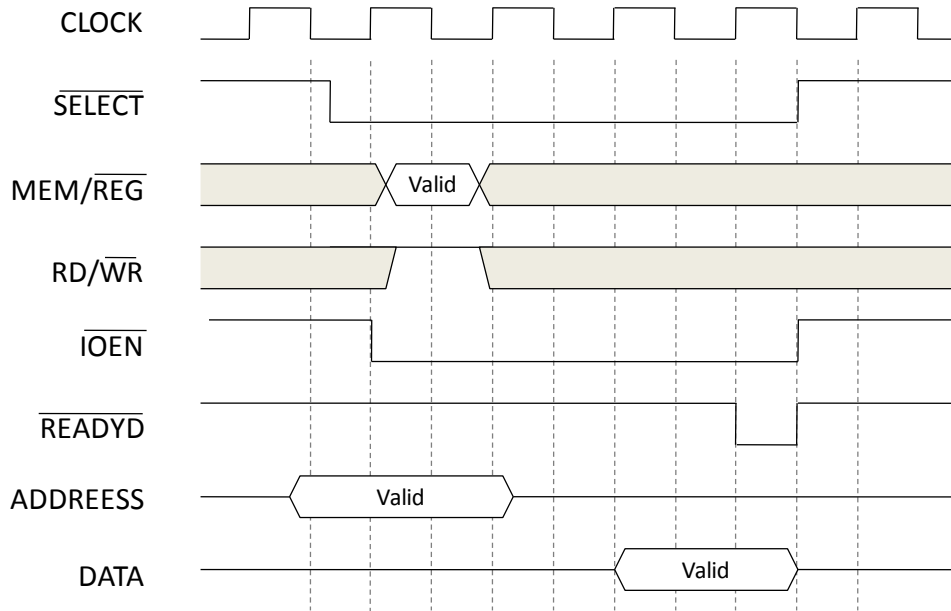 CLOCK
SELECT
MEM/REG
Valid
RD/WR
IOEN
READYD
ADDREESS
Valid
DATA
Valid